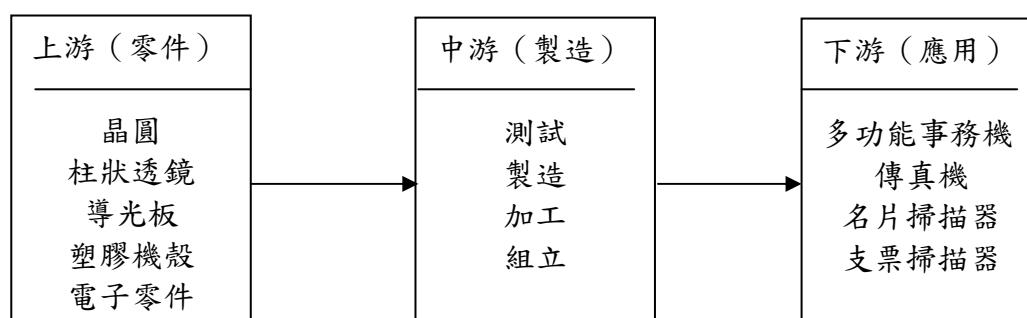 上游（零件）
晶圓
柱狀透鏡
導光板
塑膠機殼
電子零件
中游（製造）
測試
製造
加工
組立
下游（應用）
多功能事務機
傳真機
名片掃描器
支票掃描器